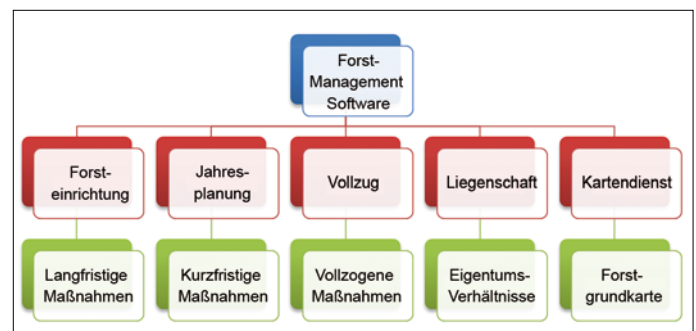 Forst-
Management
Software
Forst-
einrichtung
Jahres-
planung
Vollzug
Liegenschaft
Kartendienst
Langfristige
Maßnahmen
Kurzfristige
Maßnahmen
Vollzogene
Maßnahmen
Eigentums-
Verhältnisse
Forst-
grundkarte